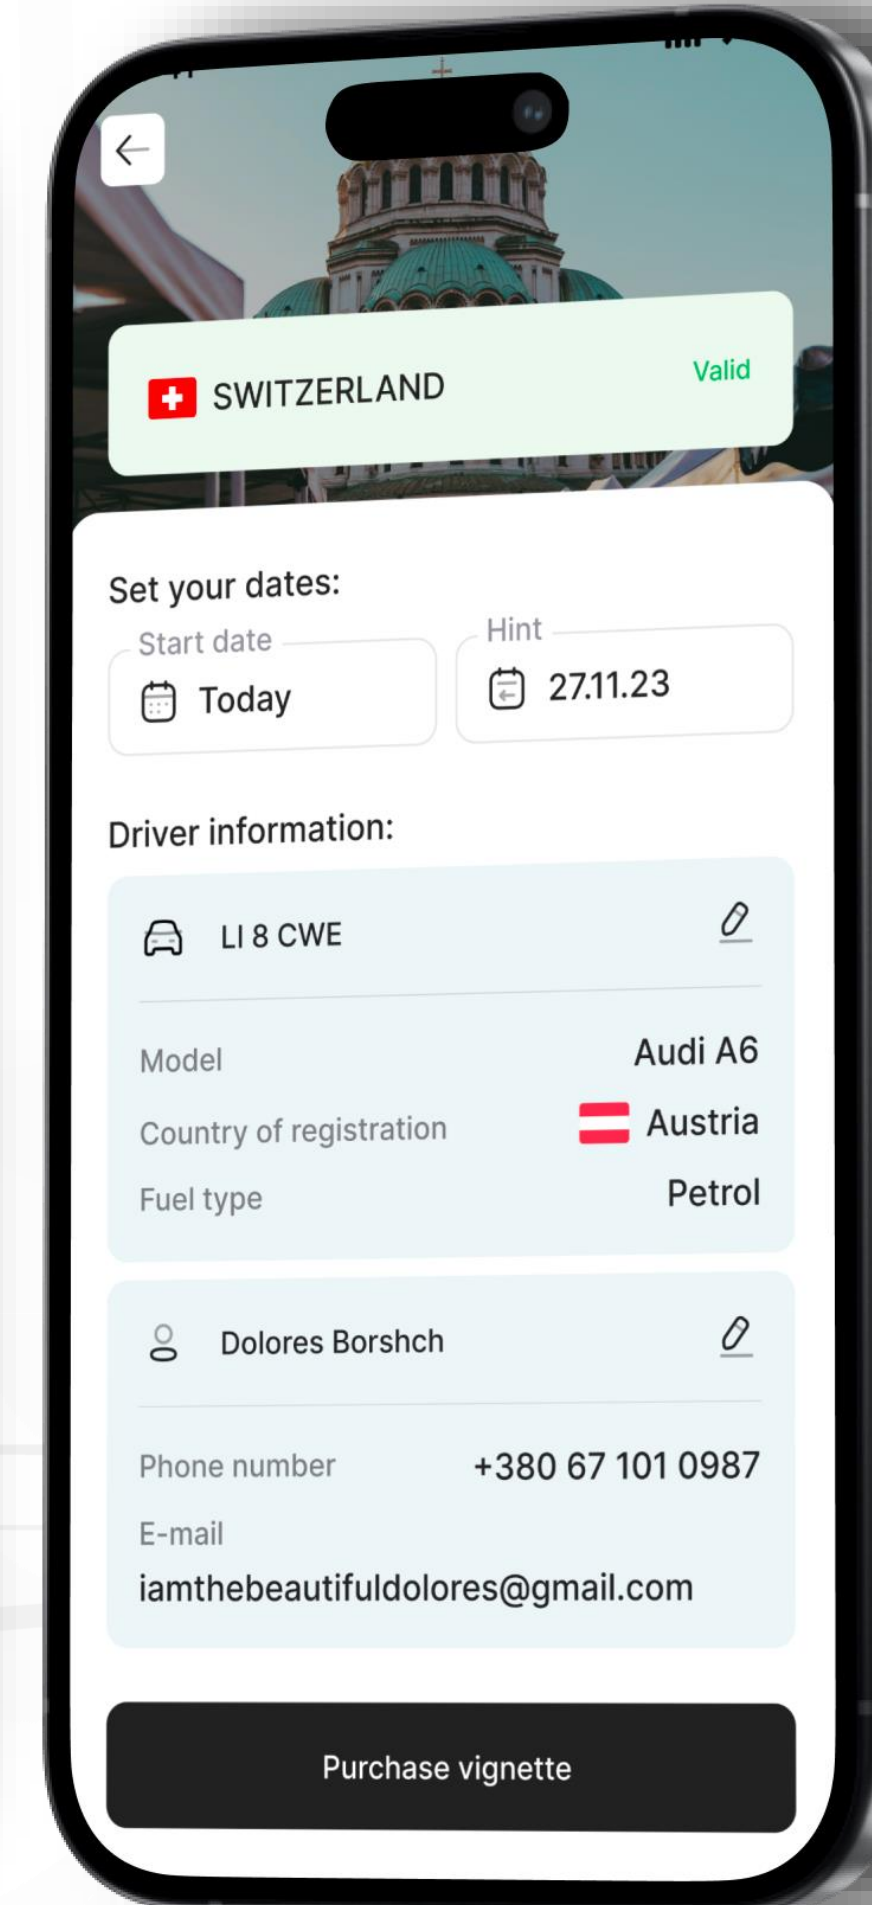 SWITZERLAND
Valid
Set your dates:
Start date
Hint
Today
27.11.23
Driver information:
LI 8 CWE
Model
Audi A6
Country of registration
Austria
Fuel type
Petrol
Dolores Borshch
Phone number
+380 67 101 0987
E-mail
iamthebeautifuldolores@gmail.com
Purchase vignette